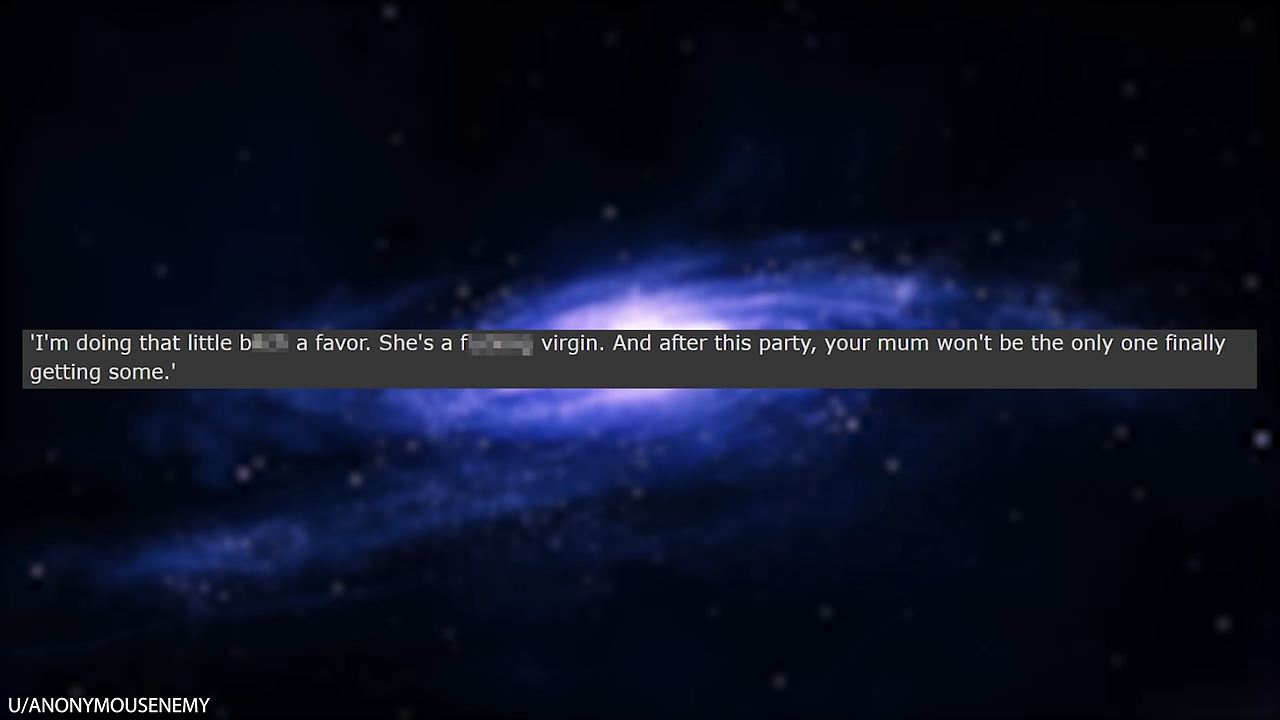 'I'm doing that little b a favor. She's a f virgin. And after this party, your mum won't be the only one finally
getting some.'
U/ANONYMOUSENEMY